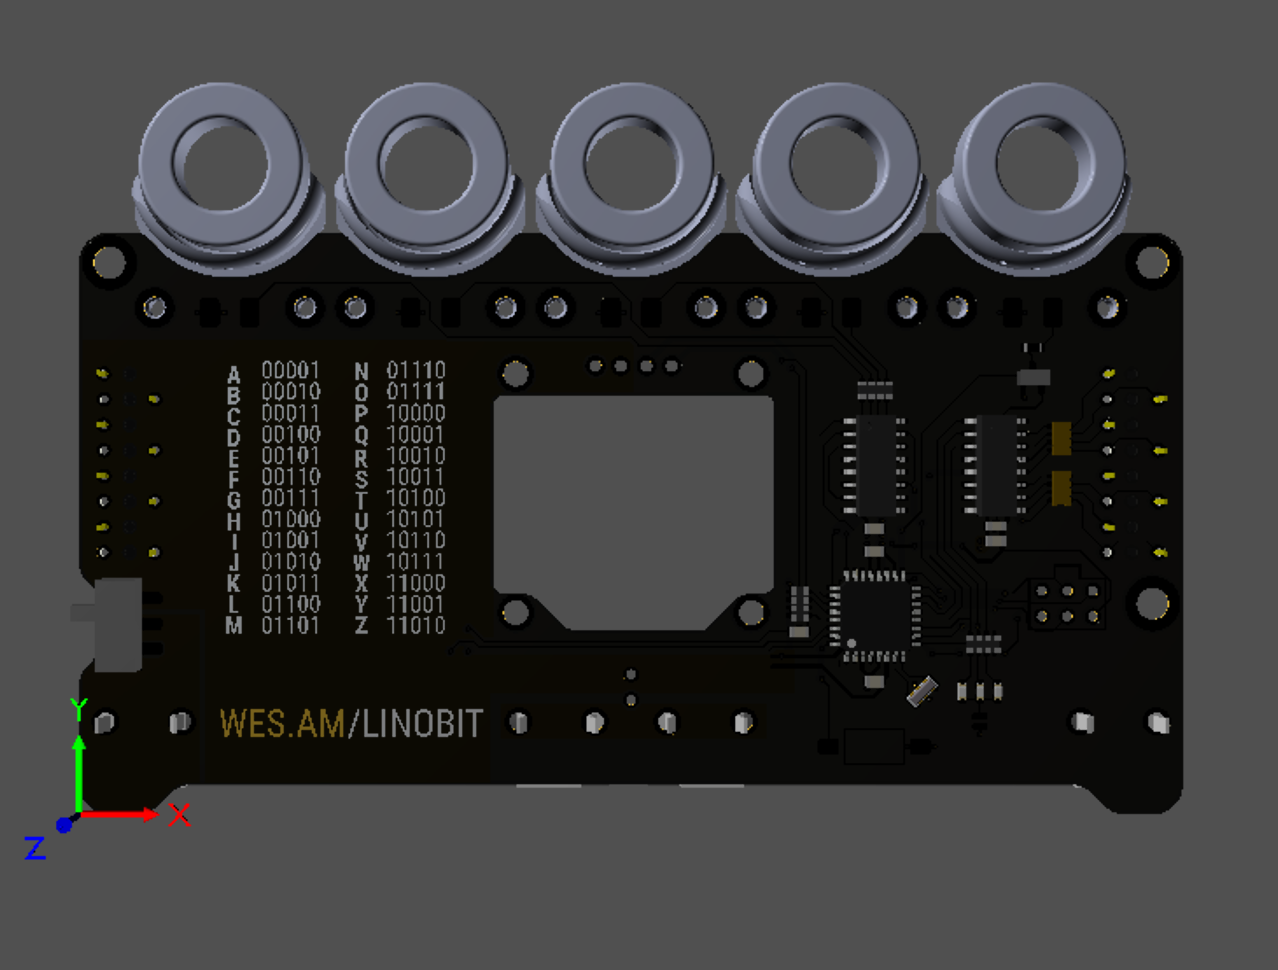 A 00001 N 01110
B 00010 O 01111
C 00011 P 10000
D 00100 Q 10001
E 00101 R 10010
F 00110 S 10011
G 00111 T 10100
H 01000 U 10101
I 01001 V 10110
J 01010 W 10111
K 01011 X 11000
L 01100 Y 11001
M 01101 Z 11010
WES.AM/LINOBIT
Y
X
Z